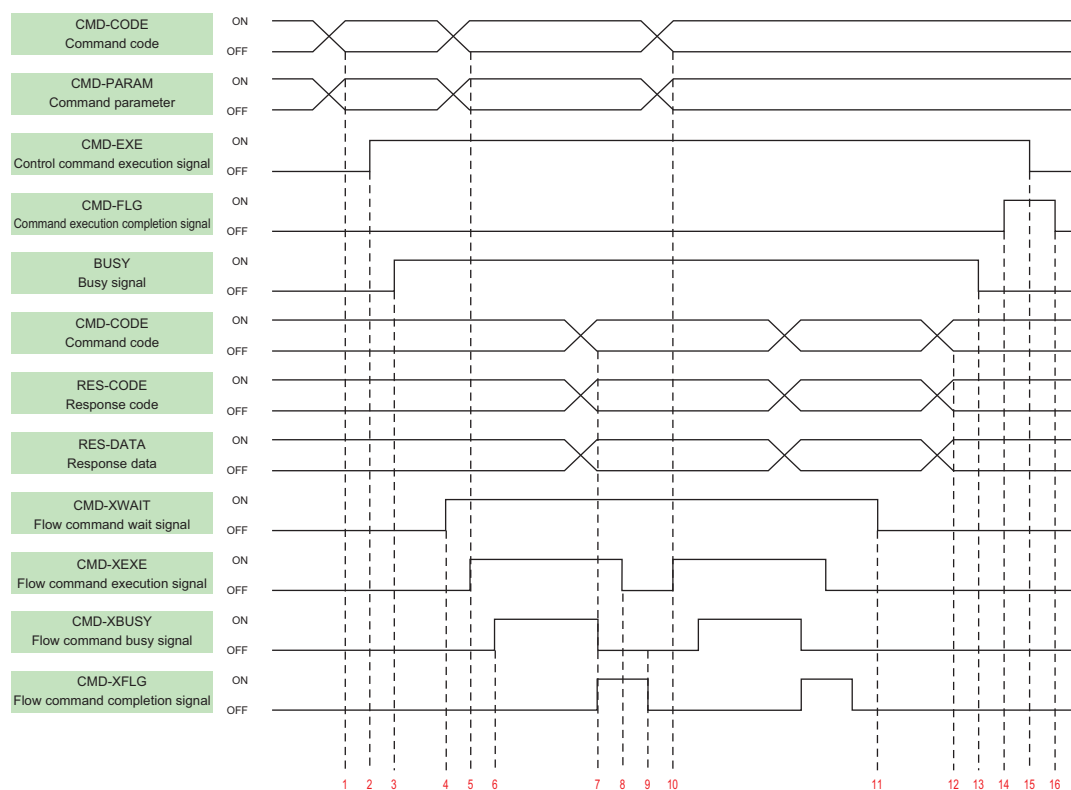 CMD-CODE
Command code
ON
OFF
CMD-PARAM
Command parameter
ON
OFF
CMD-EXE
Control command execution signal
ON
OFF
CMD-FLG
Command execution completion signal
ON
OFF
BUSY
Busy signal
ON
OFF
CMD-CODE
Command code
ON
OFF
RES-CODE
Response code
ON
OFF
RES-DATA
Response data
ON
OFF
CMD-XWAIT
Flow command wait signal
ON
OFF
CMD-XEXE
Flow command execution signal
ON
OFF
CMD-XBUSY
Flow command busy signal
ON
OFF
CMD-XFLG
Flow command completion signal
ON
OFF
1 2 3 4 5 6 7 8 9 10 11 12 13 14 15 16